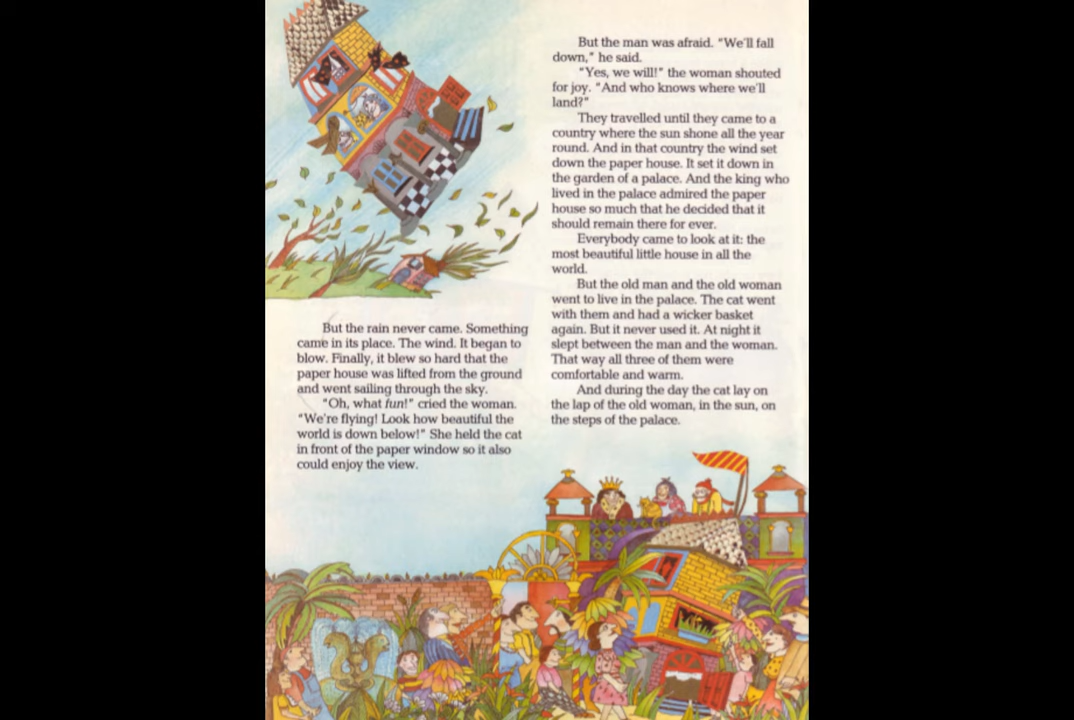 But the rain never came. Something
came in its place. The wind. It began to
blow. Finally, it blew so hard that the
paper house was lifted from the ground
and went sailing through the sky.
"Oh, what fun!" cried the woman.
"We're flying! Look how beautiful the
world is down below!" She held the cat
in front of the paper window so it also
could enjoy the view.
But the man was afraid. "We'll fall
down," he said.
"Yes, we will!" the woman shouted
for joy. "And who knows where we'll
land?"
They travelled until they came to a
country where the sun shone all the year
round. And in that country the wind set
down the paper house. It set it down in
the garden of a palace. And the king who
lived in the palace admired the paper
house so much that he decided that it
should remain there for ever.
Everybody came to look at it: the
most beautiful little house in all the
world.
But the old man and the old woman
went to live in the palace. The cat went
with them and had a wicker basket
again. But it never used it. At night it
slept between the man and the woman.
That way all three of them were
comfortable and warm.
And during the day the cat lay on
the lap of the old woman, in the sun, on
the steps of the palace.